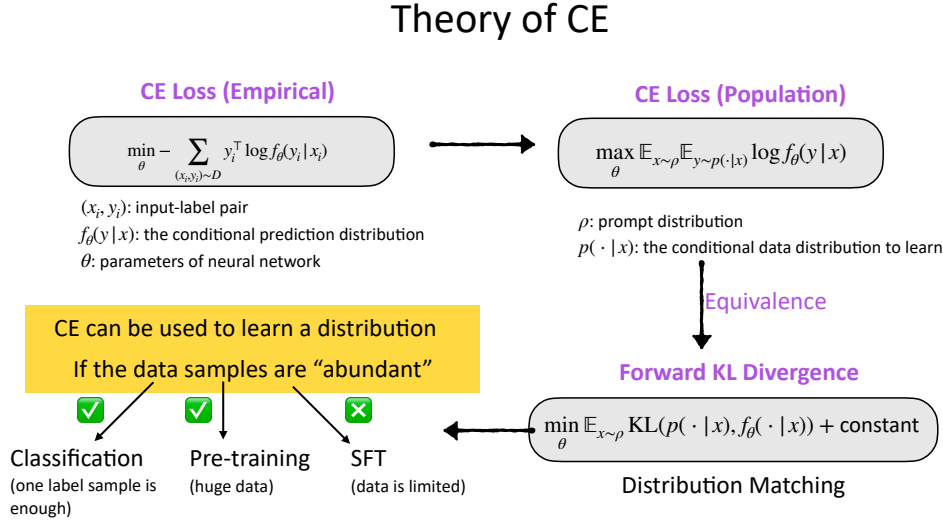 Theory of CE
CE Loss (Empirical)
min_θ − ∑_{(x_i,y_i)∼D} y_i^⊤ log f_θ(y_i | x_i)
(x_i, y_i): input-label pair
f_θ(y | x): the conditional prediction distribution
θ: parameters of neural network
CE Loss (Population)
max_θ 𝔼_{x∼ρ} 𝔼_{y∼p(·|x)} log f_θ(y | x)
ρ: prompt distribution
p( · | x): the conditional data distribution to learn
Equivalence
Forward KL Divergence
min_θ 𝔼_{x∼ρ} KL(p( · | x), f_θ( · | x)) + constant
Distribution Matching
CE can be used to learn a distribution
If the data samples are “abundant”
Classification
(one label sample is
enough)
Pre-training
(huge data)
SFT
(data is limited)